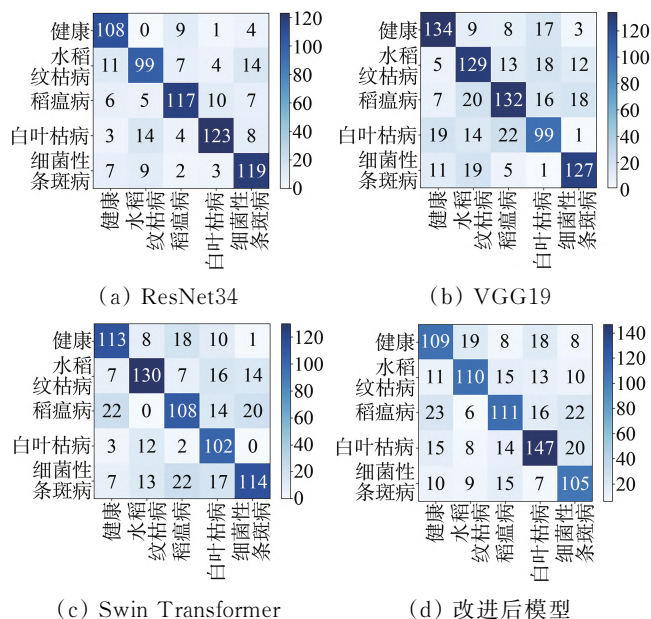 健康 108 0 9 1 4
水稻
纹枯病 11 99 7 4 14
稻瘟病 6 5 117 10 7
白叶枯病 3 14 4 123 8
细菌性
条斑病 7 9 2 3 119
120
100
80
60
40
20
0
健康
水稻
纹枯病
稻瘟病
白叶枯病
细菌性
条斑病
(a) ResNet34
健康 134 9 8 17 3
水稻
纹枯病 5 129 13 18 12
稻瘟病 7 20 132 16 18
白叶枯病 19 14 22 99 1
细菌性
条斑病 11 19 5 1 127
120
100
80
60
40
20
0
健康
水稻
纹枯病
稻瘟病
白叶枯病
细菌性
条斑病
(b) VGG19
健康 113 8 18 10 1
水稻
纹枯病 7 130 7 16 14
稻瘟病 22 0 108 14 20
白叶枯病 3 12 2 102 0
细菌性
条斑病 7 13 22 17 114
120
100
80
60
40
20
0
健康
水稻
纹枯病
稻瘟病
白叶枯病
细菌性
条斑病
(c) Swin Transformer
健康 109 19 8 18 8
水稻
纹枯病 11 110 15 13 10
稻瘟病 23 6 111 16 22
白叶枯病 15 8 14 147 20
细菌性
条斑病 10 9 15 7 105
140
120
100
80
60
40
20
健康
水稻
纹枯病
稻瘟病
白叶枯病
细菌性
条斑病
(d) 改进后模型